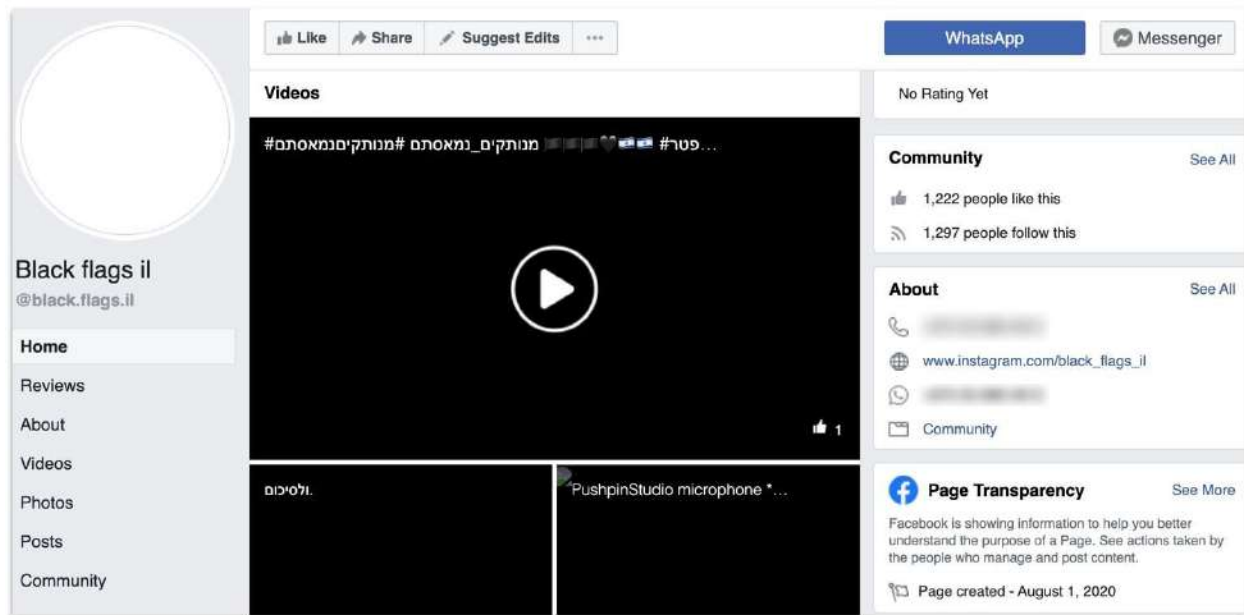 Like Share Suggest Edits ...
WhatsApp
Messenger
Black flags il
@black.flags.il
Home
Reviews
About
Videos
Photos
Posts
Community
Videos
#מנותקים_נמאסתם #מנותקיםנמאסתם 🏴🏴🏴🖤🇮🇱🇮🇱 #פטר...
1
ולסיכום.
PushpinStudio microphone *...
No Rating Yet
Community
See All
1,222 people like this
1,297 people follow this
About
See All
www.instagram.com/black_flags_il
Community
Page Transparency
See More
Facebook is showing information to help you better
understand the purpose of a Page. See actions taken by
the people who manage and post content.
Page created - August 1, 2020